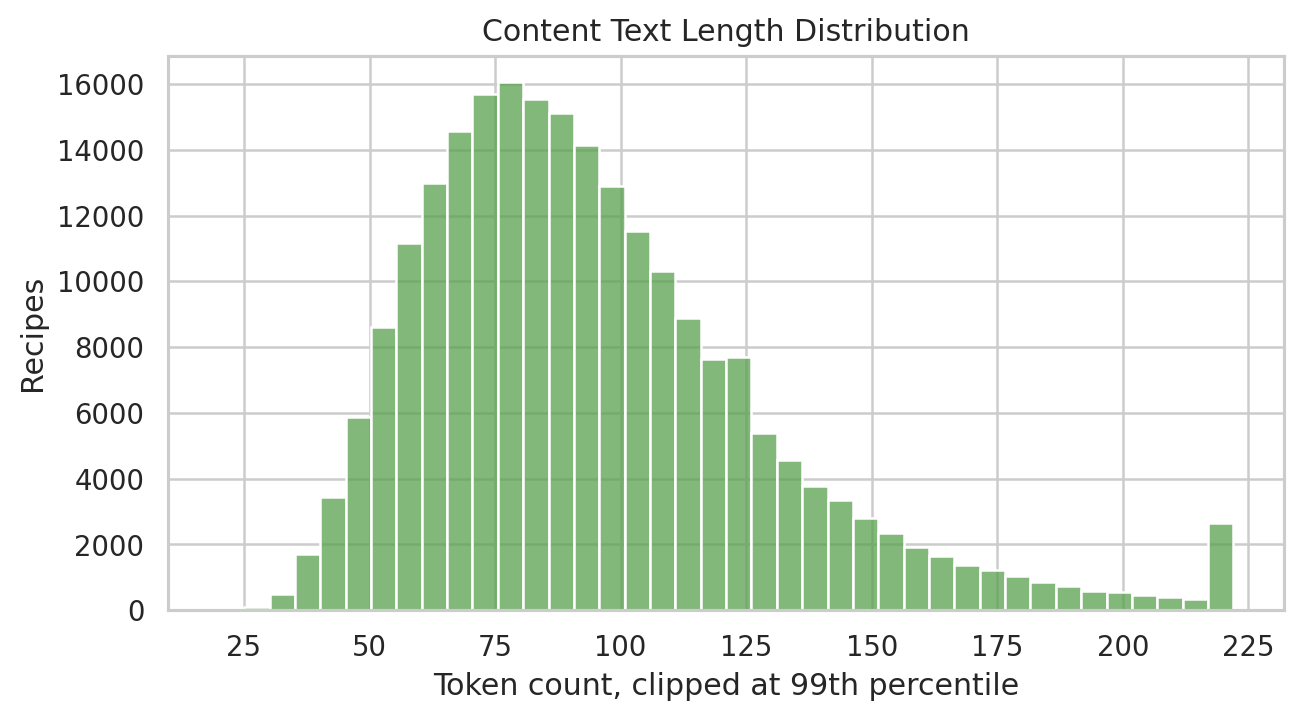 Content Text Length Distribution
16000
14000
12000
10000
8000
6000
4000
2000
0
Recipes
25 50 75 100 125 150 175 200 225
Token count, clipped at 99th percentile